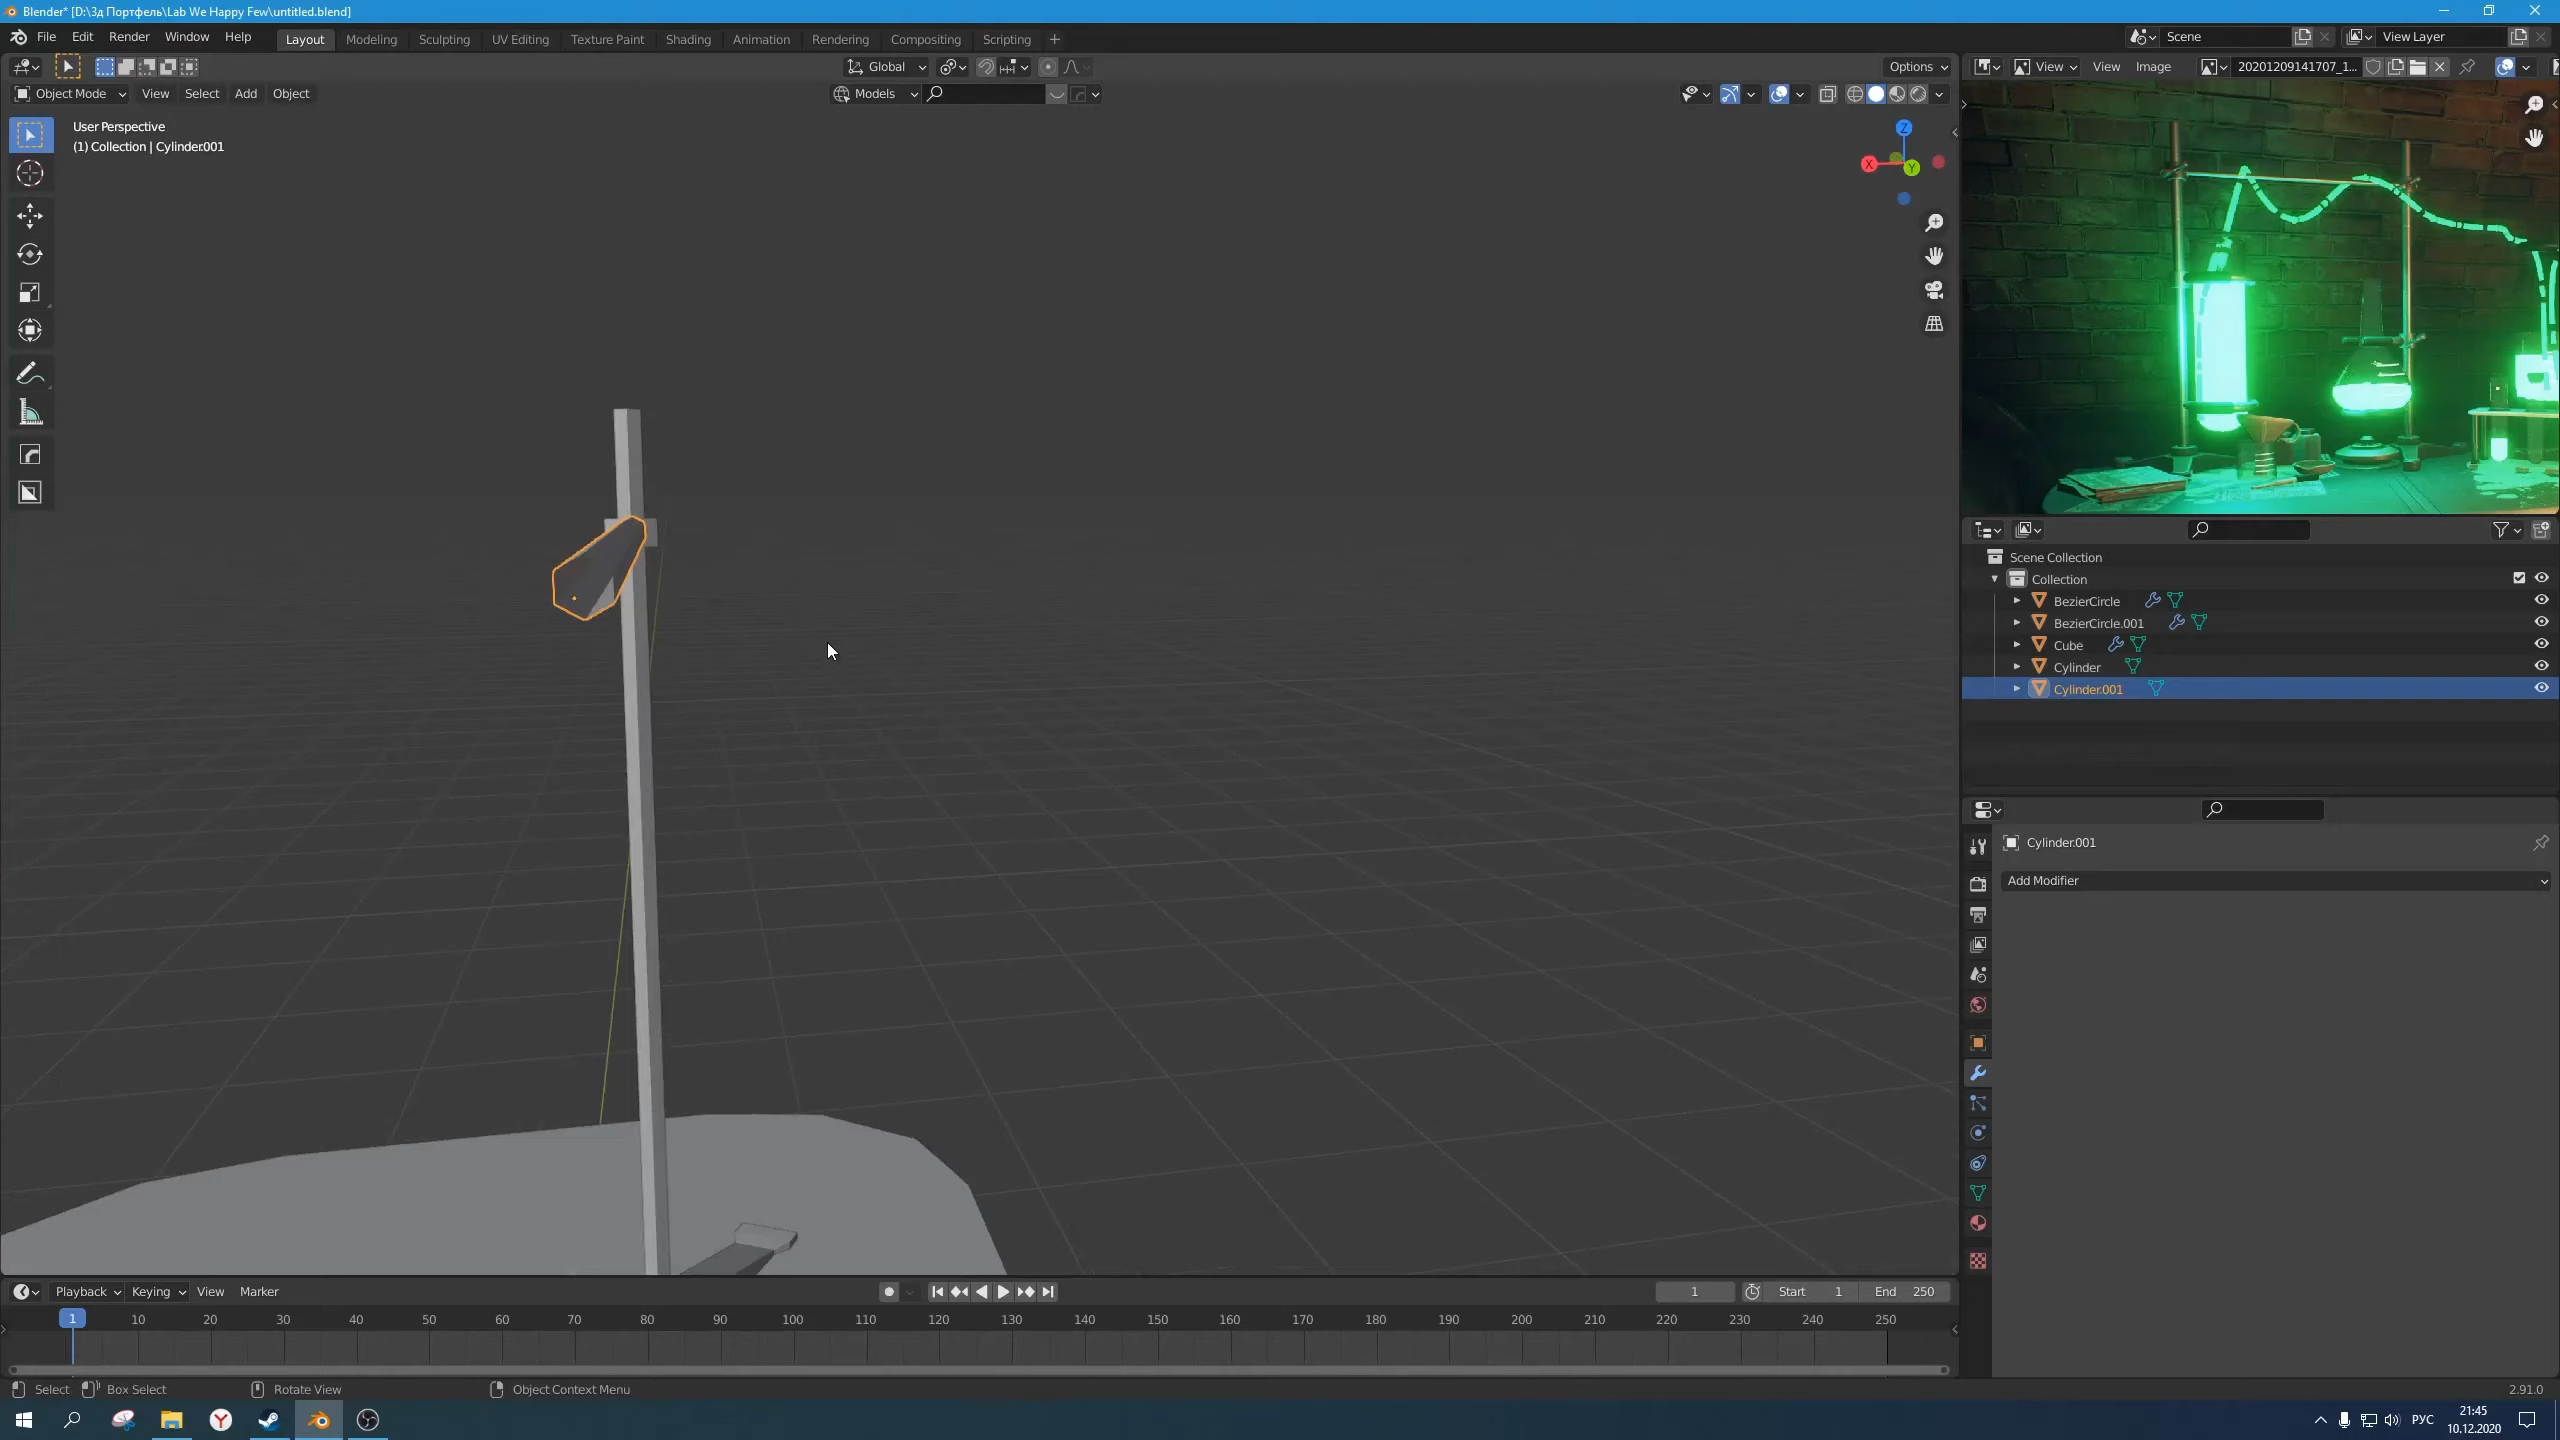 Blender* [D:\3д Портфель\Lab We Happy Few\untitled.blend]
File Edit Render Window Help Layout Modeling Sculpting UV Editing Texture Paint Shading Animation Rendering Compositing Scripting + Scene View Layer
Global Options View View Image 20201209141707_1...
Object Mode View Select Add Object Models
User Perspective
(1) Collection | Cylinder.001
Z
X
Y
Scene Collection
Collection
BezierCircle
BezierCircle.001
Cube
Cylinder
Cylinder.001
Cylinder.001
Add Modifier
Playback Keying View Marker 1 Start 1 End 250
1 10 20 30 40 50 60 70 80 90 100 110 120 130 140 150 160 170 180 190 200 210 220 230 240 250
Select Box Select Rotate View Object Context Menu 2.91.0
РУС 21:45
10.12.2020